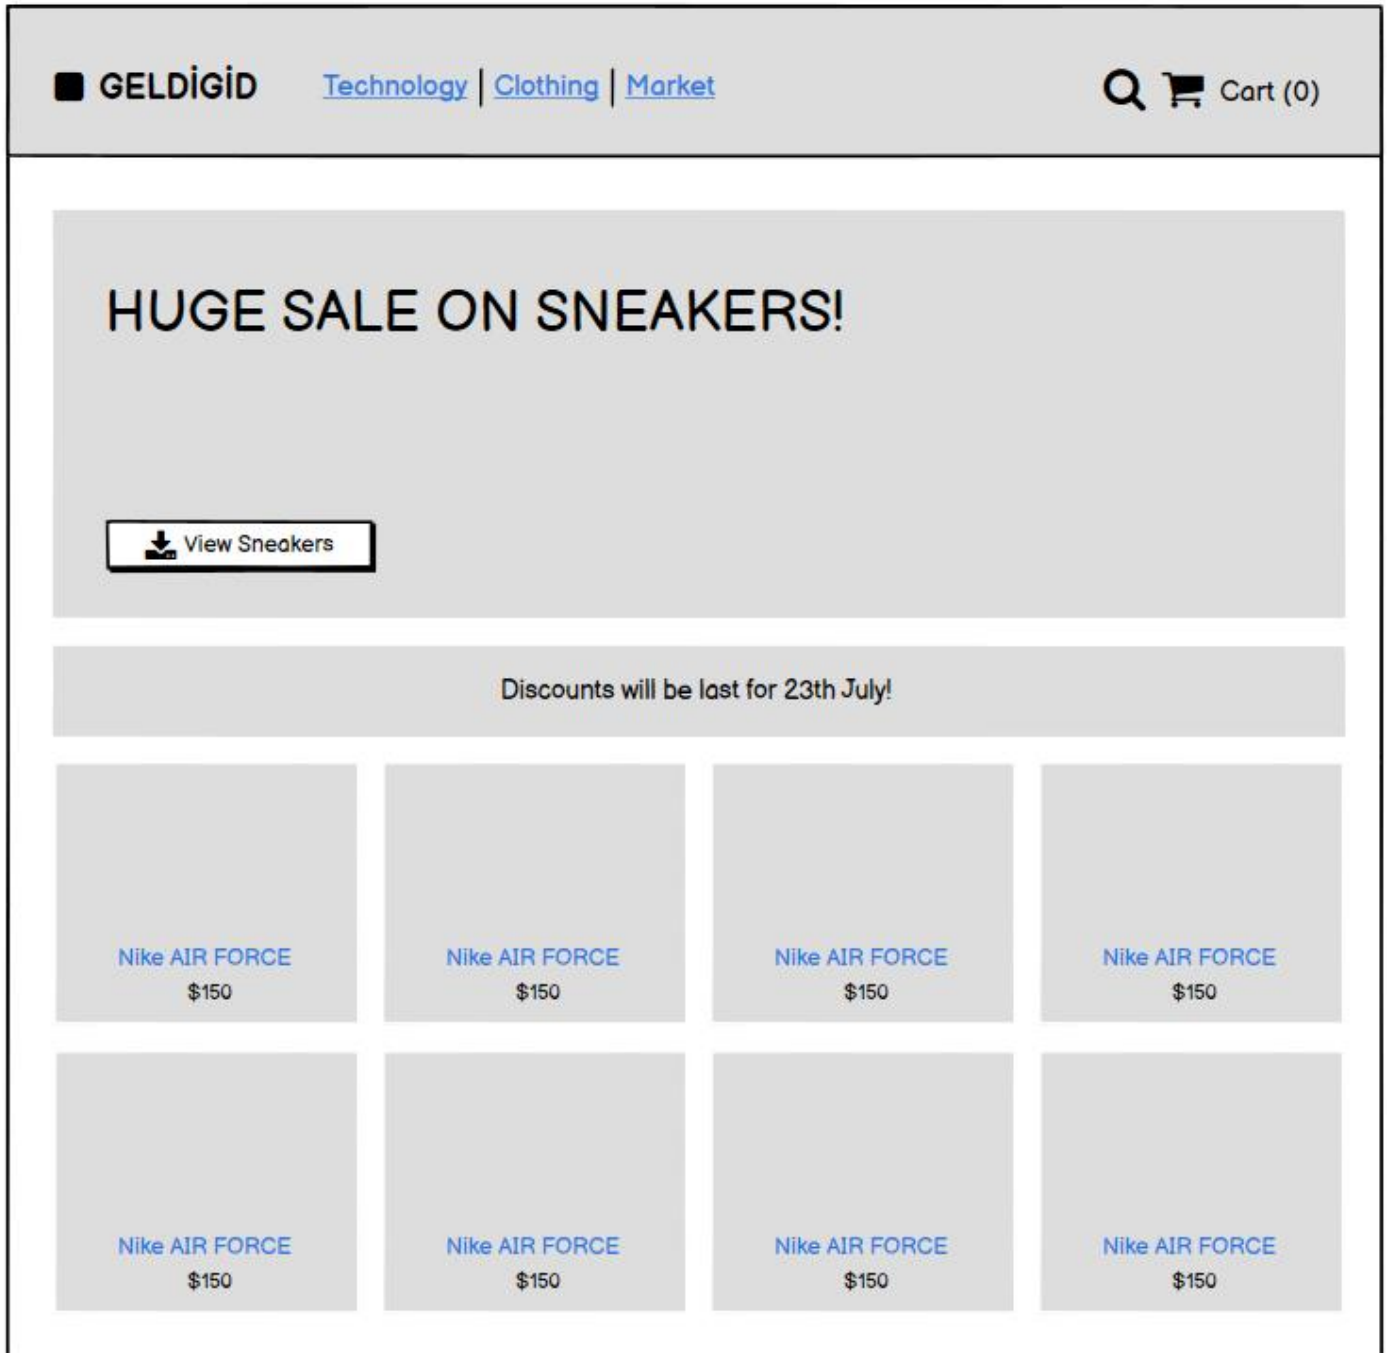 GELDİGİD
Technology | Clothing | Market
Cart (0)
HUGE SALE ON SNEAKERS!
View Sneakers
Discounts will be last for 23th July!
Nike AIR FORCE
$150
Nike AIR FORCE
$150
Nike AIR FORCE
$150
Nike AIR FORCE
$150
Nike AIR FORCE
$150
Nike AIR FORCE
$150
Nike AIR FORCE
$150
Nike AIR FORCE
$150